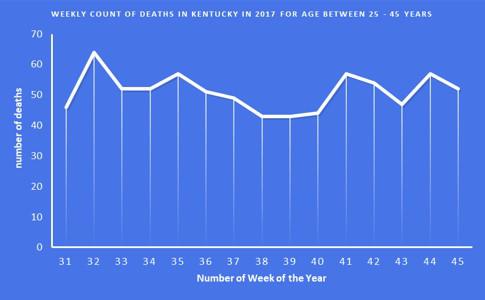 WEEKLY COUNT OF DEATHS IN KENTUCKY IN 2017 FOR AGE BETWEEN 25 - 45 YEARS
70
60
50
40
30
20
10
0
number of deaths
31 32 33 34 35 36 37 38 39 40 41 42 43 44 45
Number of Week of the Year